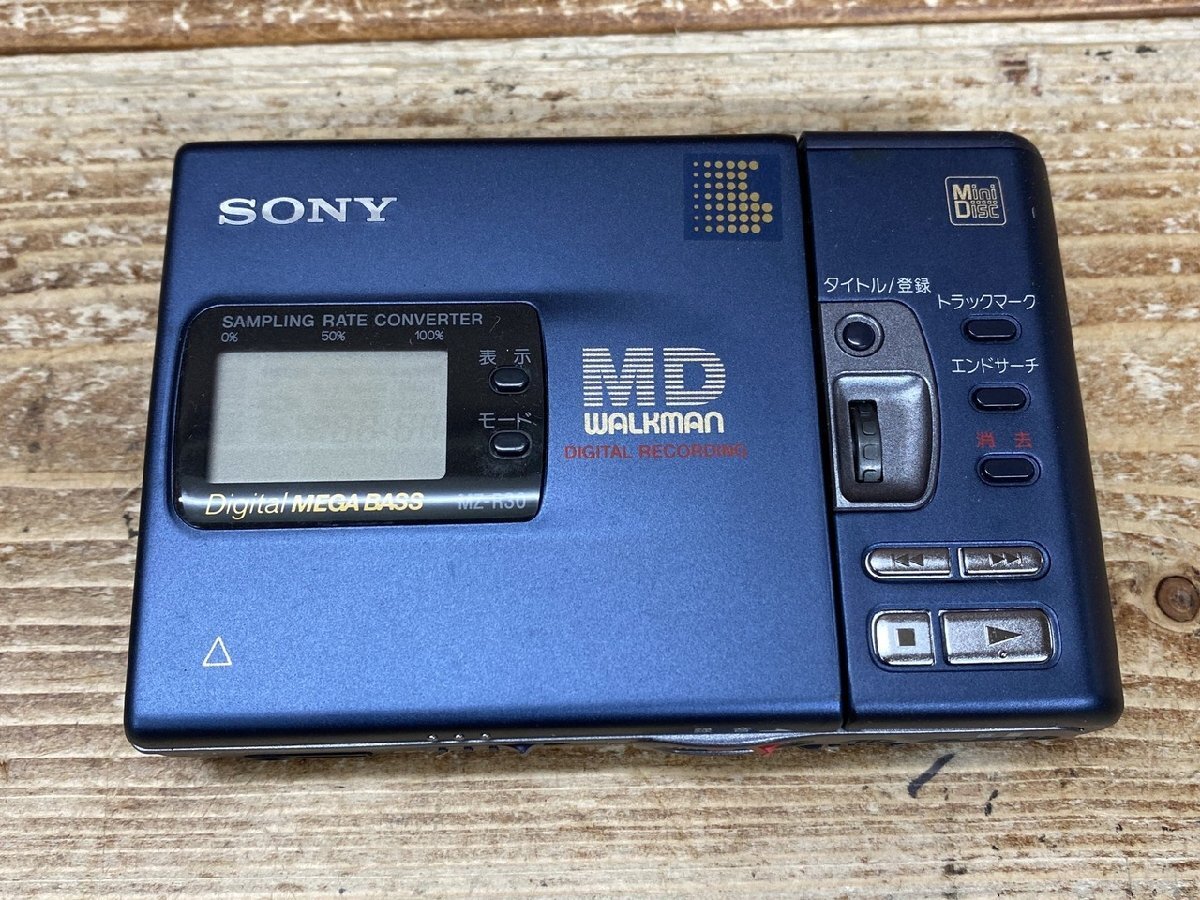 SONY
Mini
Disc
タイトル/登録
トラックマーク
SAMPLING RATE CONVERTER
0% 50% 100%
表示
モード
MD
WALKMAN
DIGITAL RECORDING
エンドサーチ
消去
Digital MEGA BASS MZ-R30